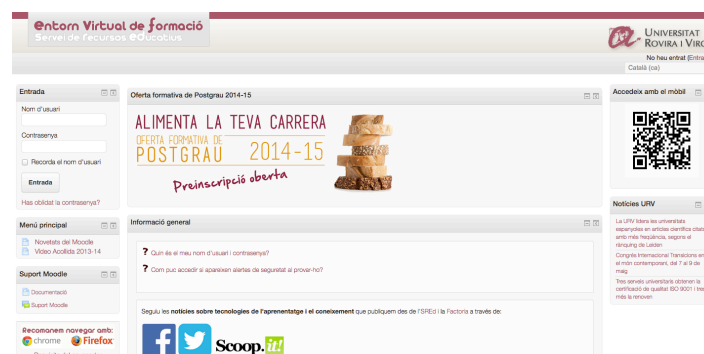 entorn Virtual de formació
Servei de recursos educatius
UNIVERSITAT
ROVIRA I VIRG
No heu entrat (Entra
Català (ca)
Entrada
Nom d'usuari
Contrasenya
Recorda el nom d'usuari
Entrada
Has oblidat la contrasenya?
Menú principal
Novetats del Moodle
Vídeo Acollida 2013-14
Suport Moodle
Documentació
Suport Moodle
Recomanem navegar amb:
chrome Firefox
Oferta formativa de Postgrau 2014-15
ALIMENTA LA TEVA CARRERA
OFERTA FORMATIVA DE
POSTGRAU 2014-15
Preinscripció oberta
Informació general
? Quin és el meu nom d'usuari i contrasenya?
? Com puc accedir si apareixen alertes de seguretat al provar-ho?
Seguiu les notícies sobre tecnologies de l'aprenentatge i el coneixement que publiquem des de l'SREd i la Factoria a través de:
Scoop.it!
Accedeix amb el mòbil
Notícies URV
La URV lidera les universitats
espanyoles en articles científics citats
amb més freqüència, segons el
rànquing de Leiden
Congrés Internacional Transicions en
el món contemporani, del 7 al 9 de
maig
Tres serveis universitaris obtenen la
certificació de qualitat ISO 9001 i tres
més la renoven